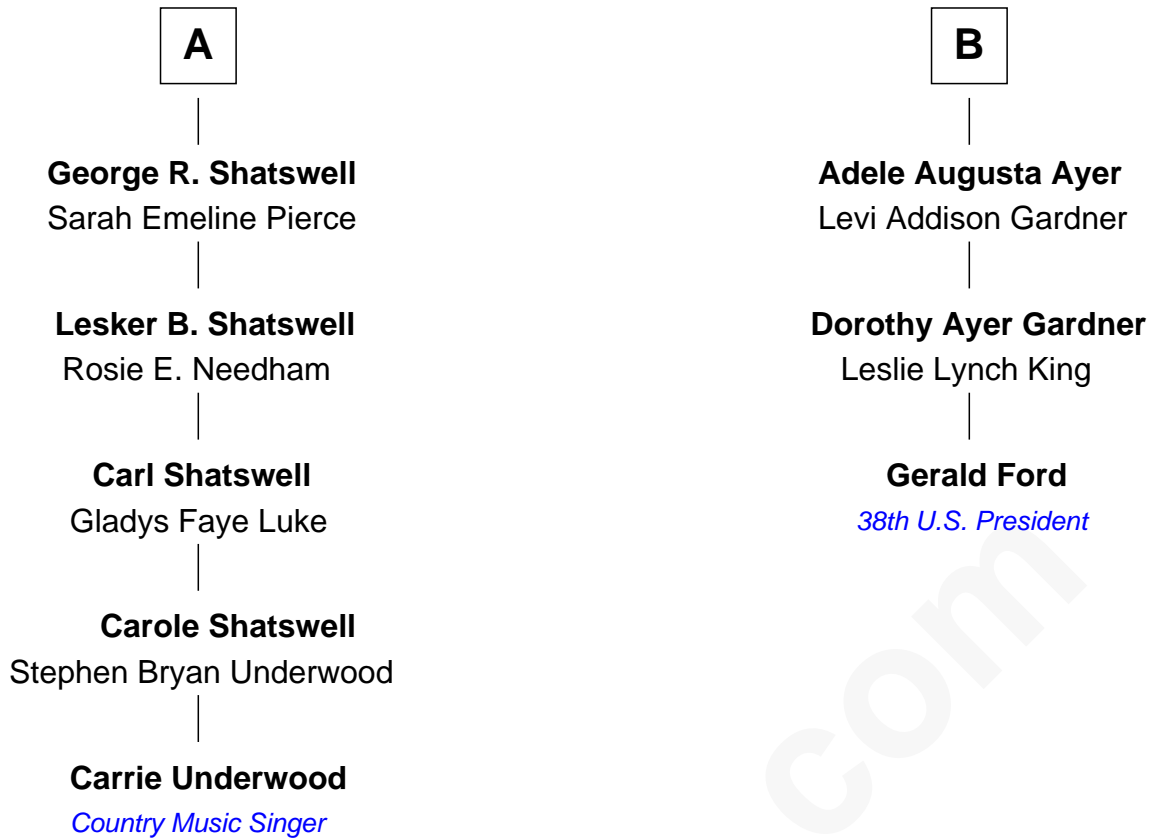 A
George R. Shatswell
Sarah Emeline Pierce
Lesker B. Shatswell
Rosie E. Needham
Carl Shatswell
Gladys Faye Luke
Carole Shatswell
Stephen Bryan Underwood
Carrie Underwood
Country Music Singer
B
Adele Augusta Ayer
Levi Addison Gardner
Dorothy Ayer Gardner
Leslie Lynch King
Gerald Ford
38th U.S. President
com